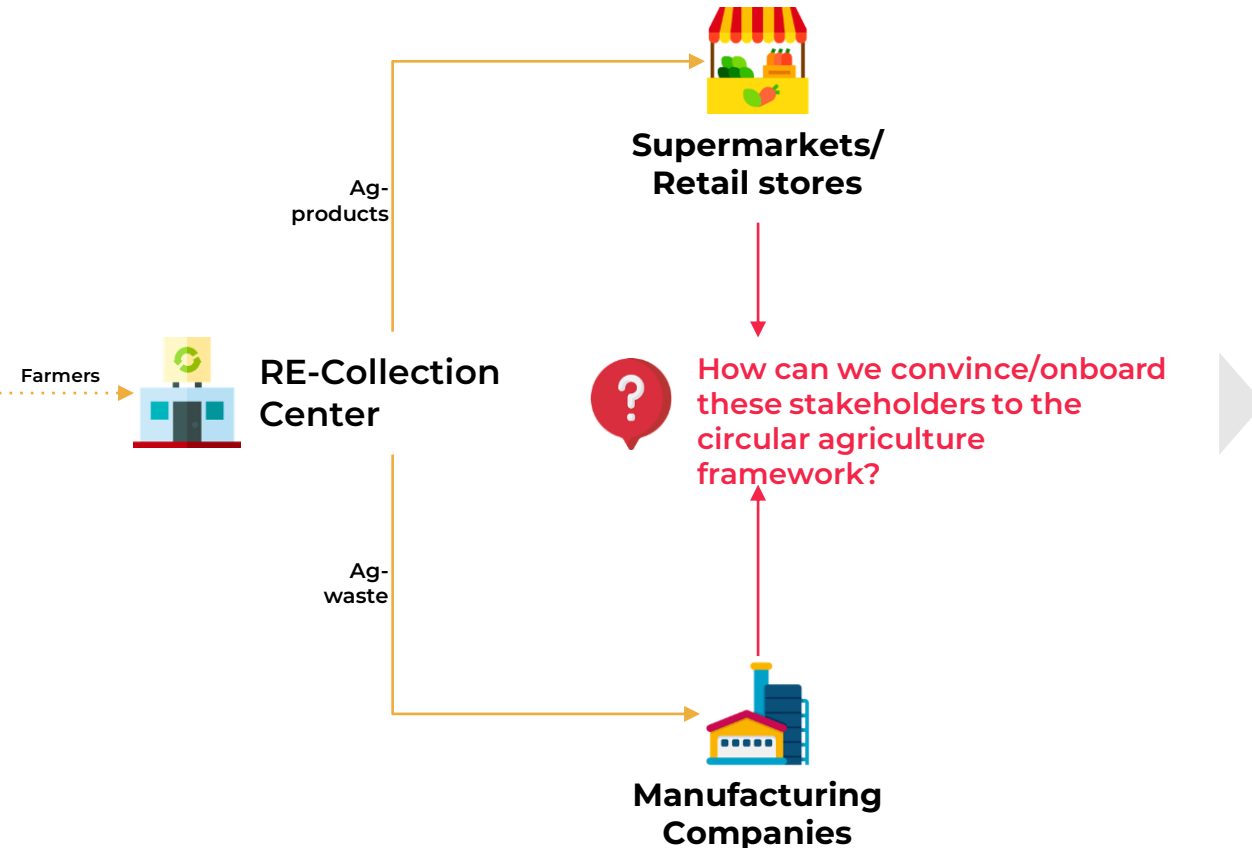 Supermarkets/
Retail stores
Ag-
products
Farmers
RE-Collection
Center
How can we convince/onboard
these stakeholders to the
circular agriculture
framework?
Ag-
waste
Manufacturing
Companies